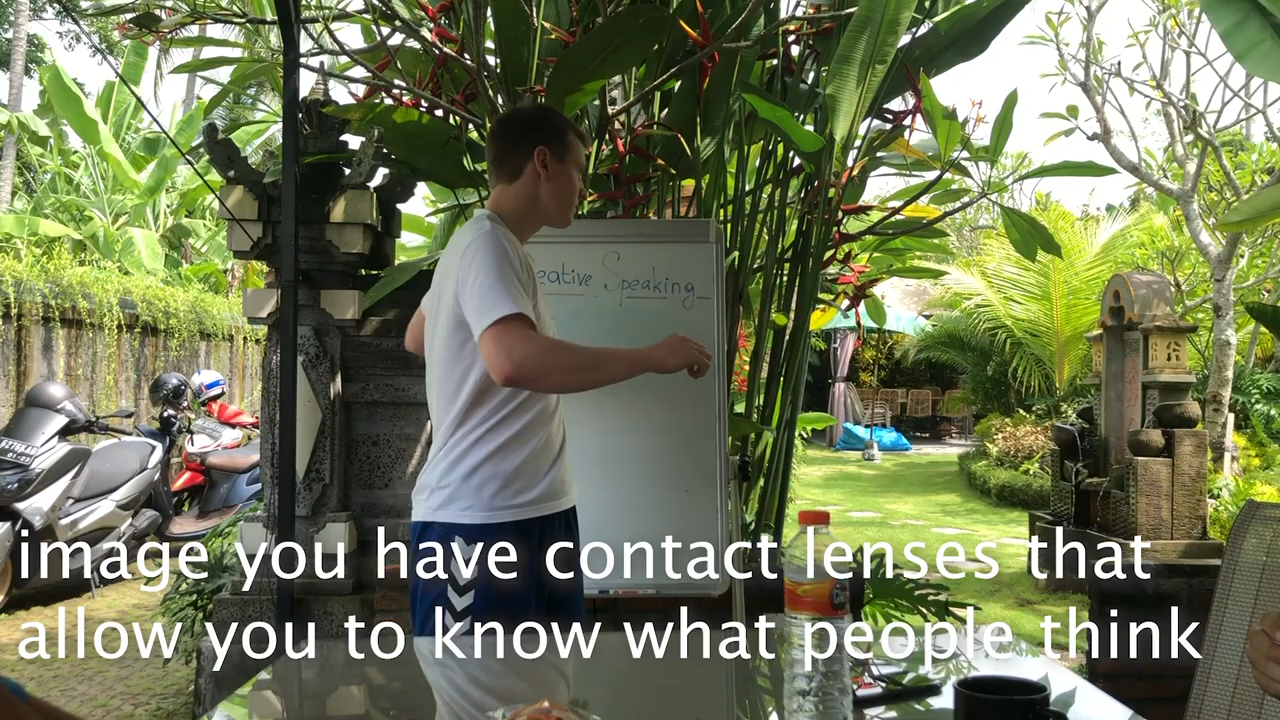 eative Speaking
image you have contact lenses that
allow you to know what people think